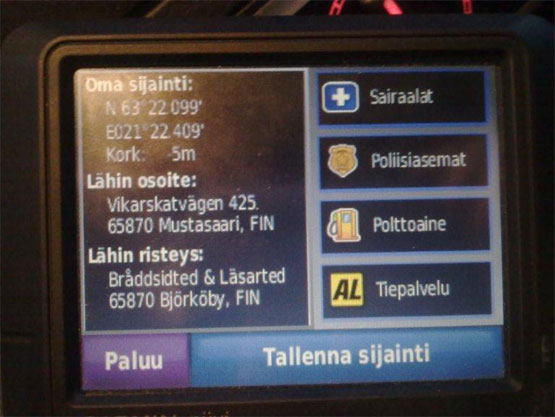 Oma sijainti:
N 63°22.099'
E021°22.409'
Kork: -5m
Lähin osoite:
Vikarskatvägen 425.
65870 Mustasaari, FIN
Lähin risteys:
Bråddsidted & Läsarted
65870 Björköby, FIN
Sairaalat
Poliisiasemat
Polttoaine
AL Tiepalvelu
Paluu
Tallenna sijainti